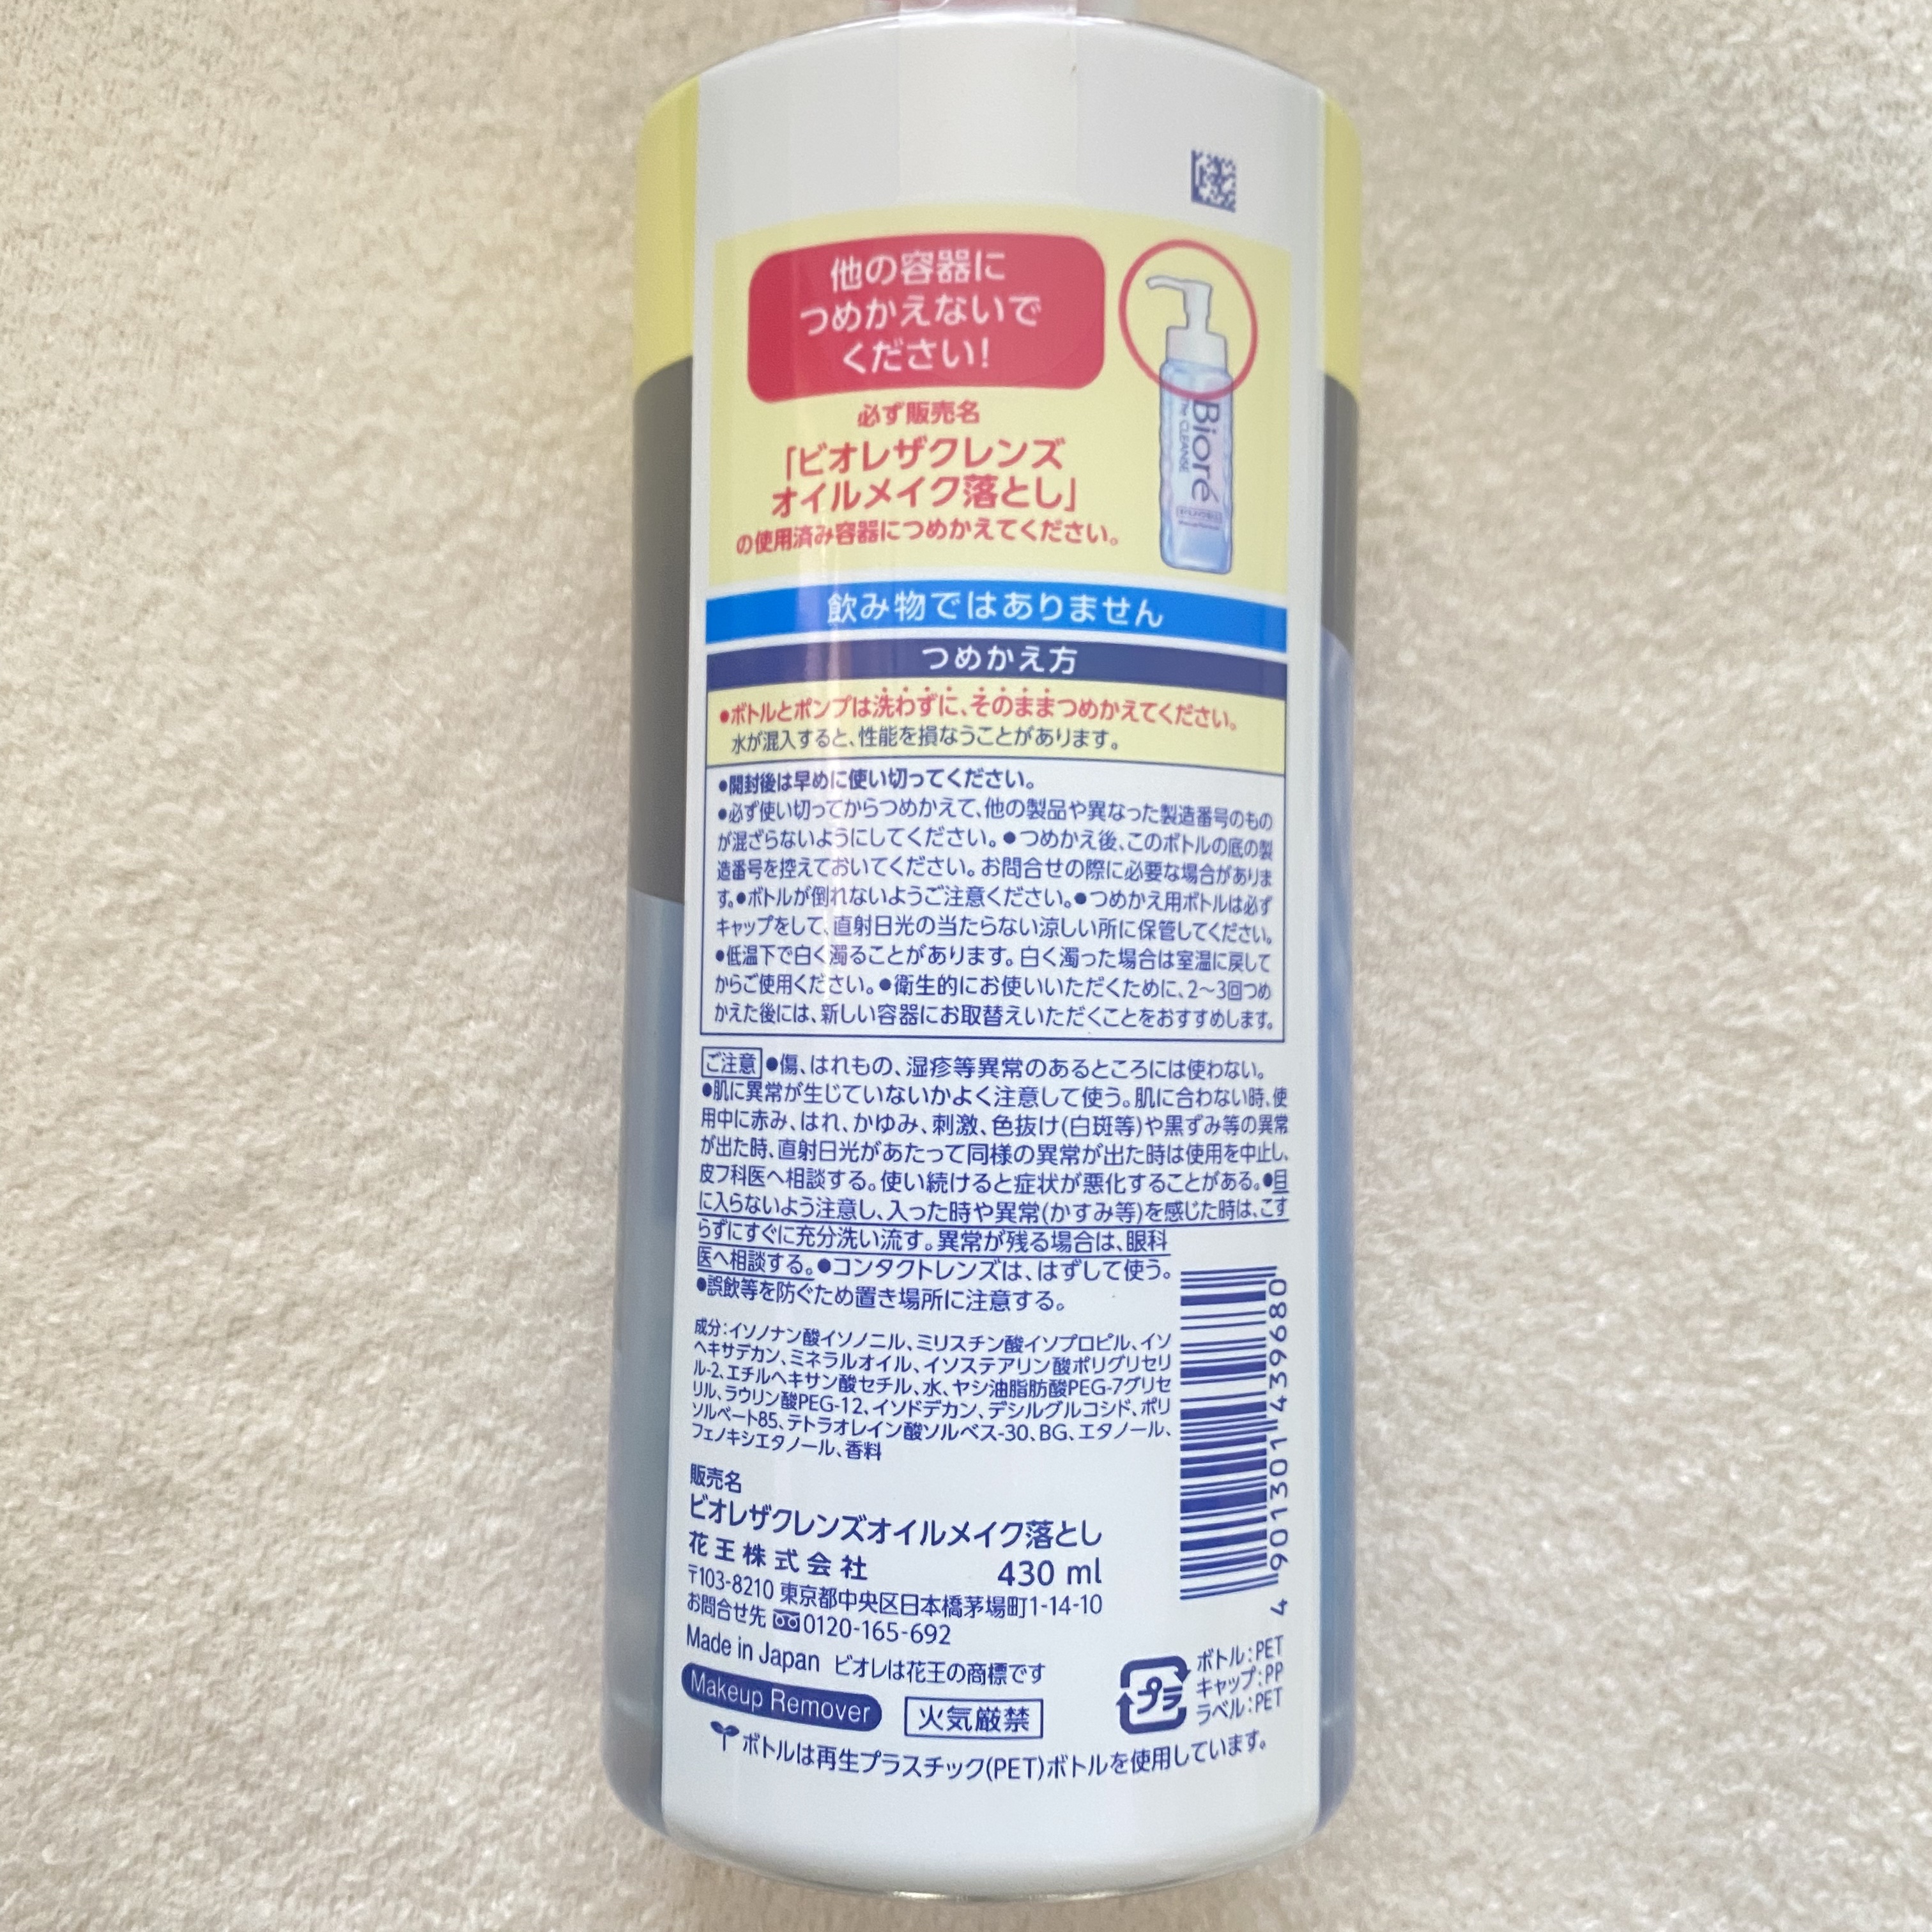 他の容器に
つめかえないで
ください!
必ず販売名
「ビオレザクレンズ
オイルメイク落とし」
の使用済み容器につめかえてください。
Bioré
The CLEANSE
飲み物ではありません
つめかえ方
●ボトルとポンプは洗わずに、そのままつめかえてください。
水が混入すると、性能を損なうことがあります。
●開封後は早めに使い切ってください。
●必ず使い切ってからつめかえて、他の製品や異なった製造番号のもの
が混ざらないようにしてください。●つめかえ後、このボトルの底の製
造番号を控えておいてください。お問合せの際に必要な場合がありま
す。●ボトルが倒れないようご注意ください。●つめかえ用ボトルは必ず
キャップをして、直射日光の当たらない涼しい所に保管してください。
●低温下で白く濁ることがあります。白く濁った場合は室温に戻して
からご使用ください。●衛生的にお使いいただくために、2〜3回つめ
かえた後には、新しい容器にお取替えいただくことをおすすめします。
ご注意 ●傷、はれもの、湿疹等異常のあるところには使わない。
●肌に異常が生じていないかよく注意して使う。肌に合わない時、使
用中に赤み、はれ、かゆみ、刺激、色抜け(白斑等)や黒ずみ等の異常
が出た時、直射日光があたって同様の異常が出た時は使用を中止し、
皮フ科医へ相談する。使い続けると症状が悪化することがある。●目
に入らないよう注意し、入った時や異常(かすみ等)を感じた時は、こす
らずにすぐに充分洗い流す。異常が残る場合は、眼科
医へ相談する。●コンタクトレンズは、はずして使う。
●誤飲等を防ぐため置き場所に注意する。
成分:イソノナン酸イソノニル、ミリスチン酸イソプロピル、イソ
ヘキサデカン、ミネラルオイル、イソステアリン酸ポリグリセリ
ル-2、エチルヘキサン酸セチル、水、ヤシ油脂肪酸PEG-7グリセ
リル、ラウリン酸PEG-12、イソドデカン、デシルグルコシド、ポリ
ソルベート85、テトラオレイン酸ソルベス-30、BG、エタノール、
フェノキシエタノール、香料
4 901301 439680
販売名
ビオレザクレンズオイルメイク落とし
花王株式会社 430 ml
〒103-8210 東京都中央区日本橋茅場町1-14-10
お問合せ先 0120-165-692
Made in Japan ビオレは花王の商標です
Makeup Remover 火気厳禁
プラ
ボトル:PET
キャップ:PP
ラベル:PET
ボトルは再生プラスチック(PET)ボトルを使用しています。